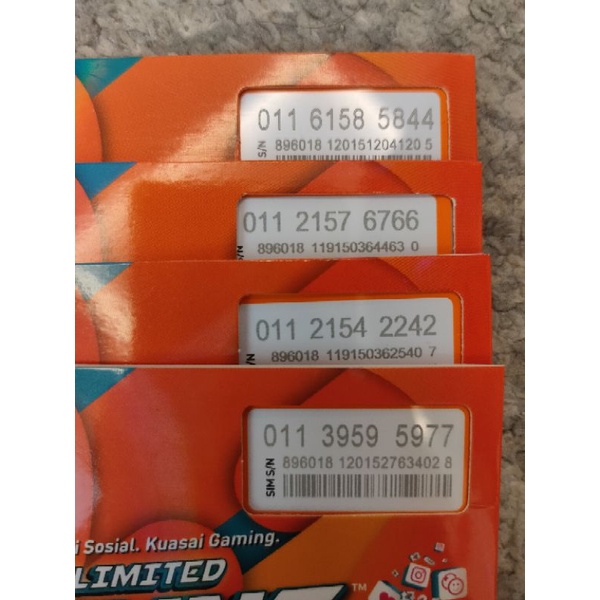 011 6158 5844
S/N 896018 120151204120 5
011 2157 6766
S/N 896018 119150364463 0
011 2154 2242
S/N 896018 119150362540 7
011 3959 5977
SIM S/N 896018 120152763402 8
i Sosial. Kuasai Gaming.
LIMITED
TM